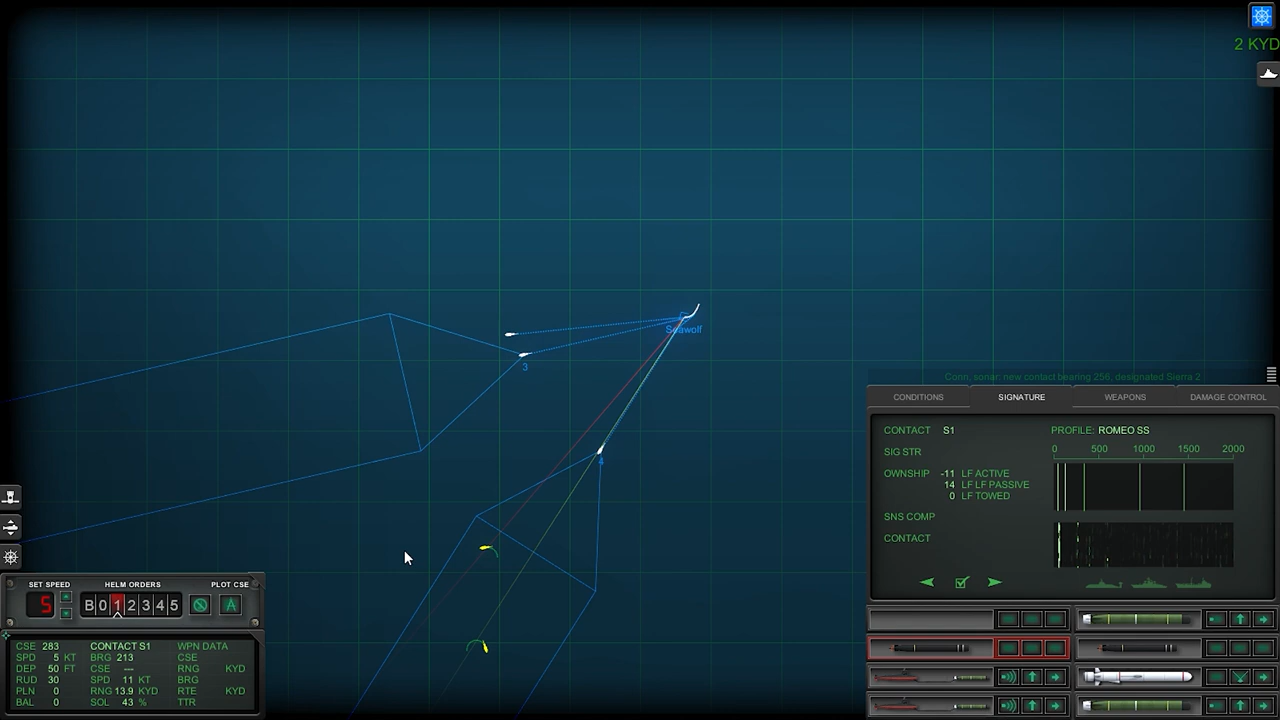 2 KYD
Seawolf
3
4
Conn, sonar: new contact bearing 256, designated Sierra 2
CONDITIONS SIGNATURE WEAPONS DAMAGE CONTROL
CONTACT S1 PROFILE: ROMEO SS
SIG STR 0 500 1000 1500 2000
OWNSHIP -11 LF ACTIVE
14 LF LF PASSIVE
0 LF TOWED
SNS COMP
CONTACT
SET SPEED HELM ORDERS PLOT CSE
5 B 0 1 2 3 4 5 A
CSE 283 CONTACT S1 WPN DATA
SPD 5 KT BRG 213 CSE
DEP 50 FT CSE --- RNG KYD
RUD 30 SPD 11 KT BRG
PLN 0 RNG 13.9 KYD RTE KYD
BAL 0 SOL 43 % TTR